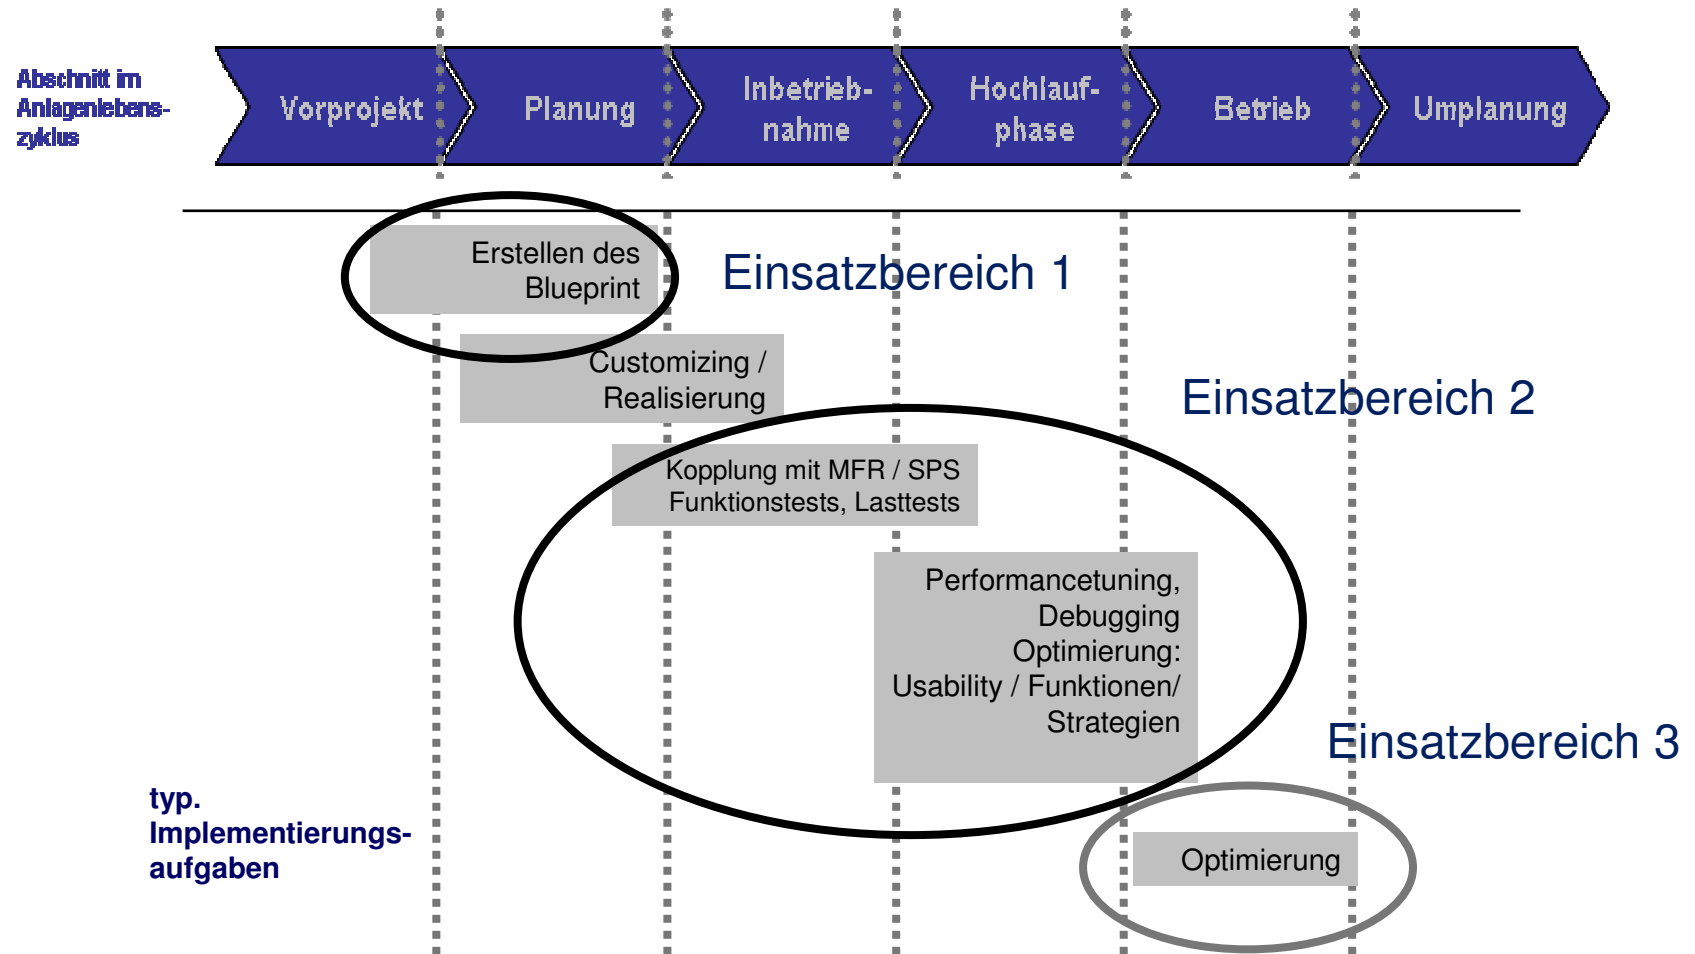 Abschnitt im
Anlagenlebens-
zyklus
Vorprojekt
Planung
Inbetrieb-
nahme
Hochlauf-
phase
Betrieb
Umplanung
Erstellen des
Blueprint
Einsatzbereich 1
Customizing /
Realisierung
Einsatzbereich 2
Kopplung mit MFR / SPS
Funktionstests, Lasttests
Performancetuning,
Debugging
Optimierung:
Usability / Funktionen/
Strategien
Einsatzbereich 3
typ.
Implementierungs-
aufgaben
Optimierung